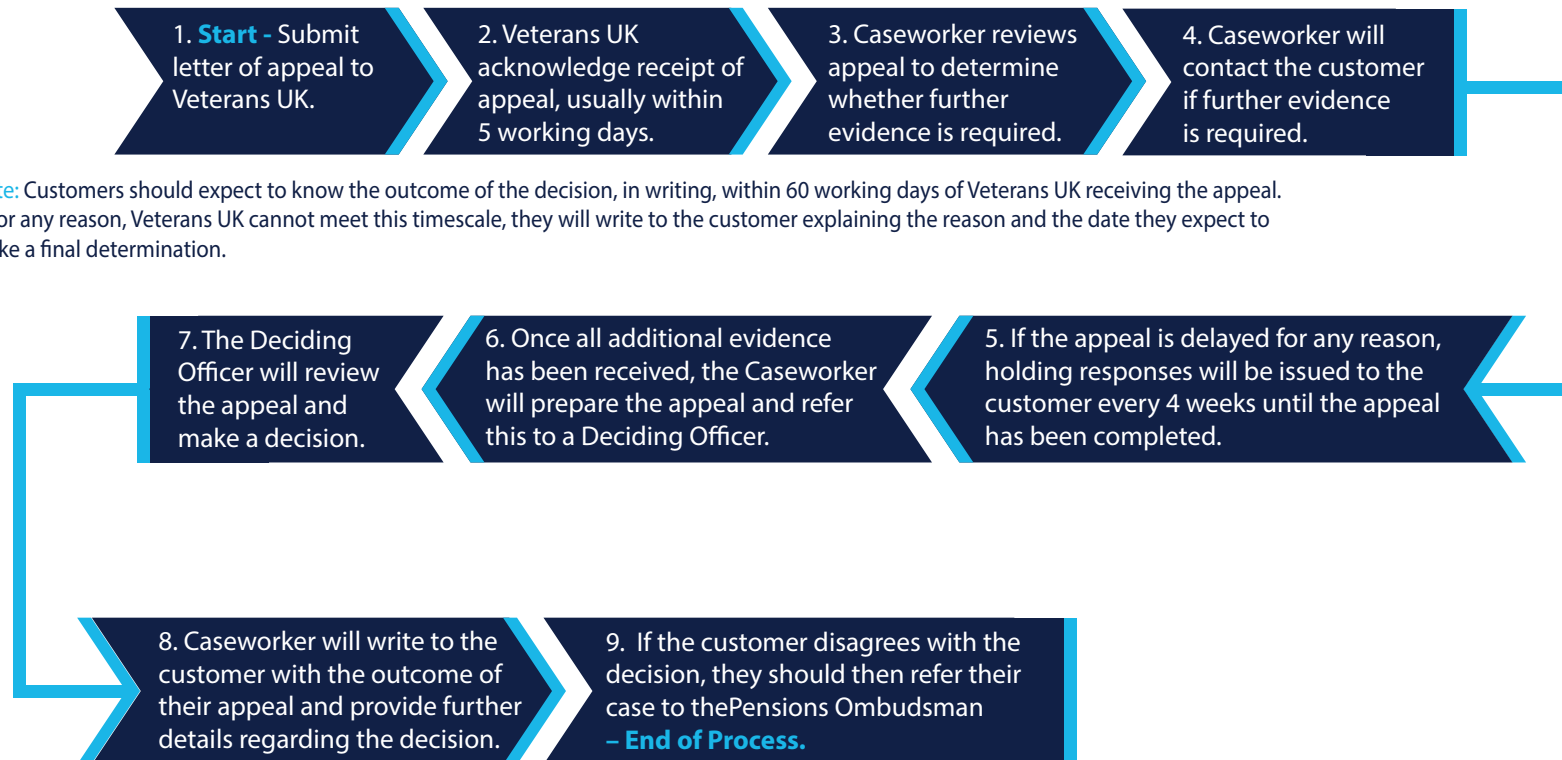 1. Start - Submit
letter of appeal to
Veterans UK.
2. Veterans UK
acknowledge receipt of
appeal, usually within
5 working days.
3. Caseworker reviews
appeal to determine
whether further
evidence is required.
4. Caseworker will
contact the customer
if further evidence
is required.
Customers should expect to know the outcome of the decision, in writing, within 60 working days of Veterans UK receiving the appeal.
any reason, Veterans UK cannot meet this timescale, they will write to the customer explaining the reason and the date they expect to
a final determination.
5. If the appeal is delayed for any reason,
holding responses will be issued to the
customer every 4 weeks until the appeal
has been completed.
6. Once all additional evidence
has been received, the Caseworker
will prepare the appeal and refer
this to a Deciding Officer.
7. The Deciding
Officer will review
the appeal and
make a decision.
8. Caseworker will write to the
customer with the outcome of
their appeal and provide further
details regarding the decision.
9. If the customer disagrees with the
decision, they should then refer their
case to thePensions Ombudsman
– End of Process.